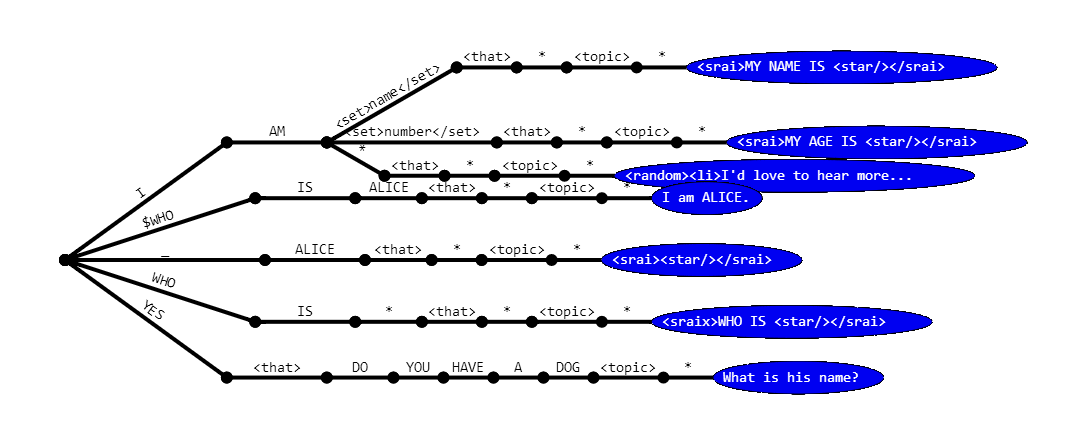 <that> * <topic> * <srai>MY NAME IS <star/></srai>
<set>name</set>
AM <set>number</set> <that> * <topic> * <srai>MY AGE IS <star/></srai>
*
<that> * <topic> * <random><li>I'd love to hear more...
I
IS ALICE <that> * <topic> * I am ALICE.
$WHO
_ ALICE <that> * <topic> * <srai><star/></srai>
WHO
IS * <that> * <topic> * <sraix>WHO IS <star/></srai>
YES
<that> DO YOU HAVE A DOG <topic> * What is his name?